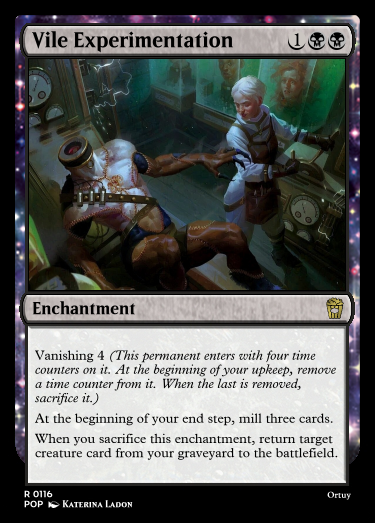 Vile Experimentation 1
Enchantment
Vanishing 4 (This permanent enters with four time
counters on it. At the beginning of your upkeep, remove
a time counter from it. When the last is removed,
sacrifice it.)
At the beginning of your end step, mill three cards.
When you sacrifice this enchantment, return target
creature card from your graveyard to the battlefield.
R 0116
POP Katerina Ladon
Ortuy